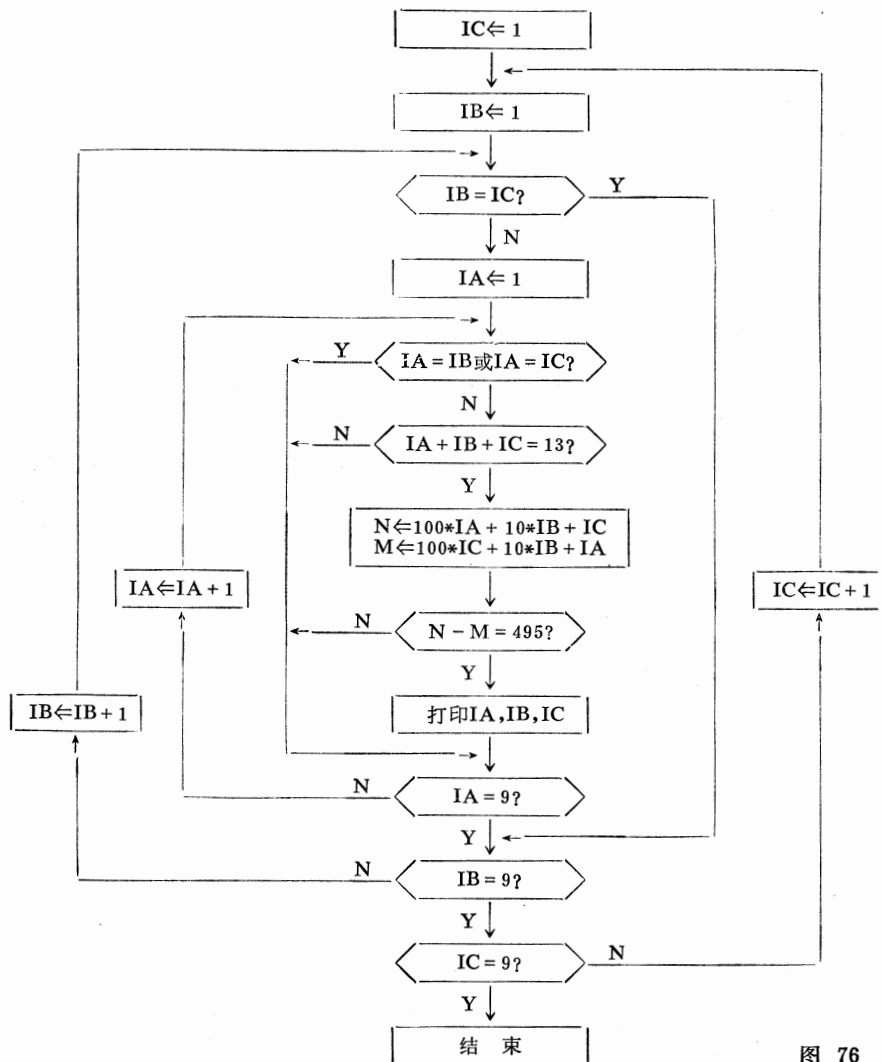 IC⇐1
IB⇐1
IB=IC?
Y
N
IA⇐1
Y
IA=IB或IA=IC?
N
N
IA+IB+IC=13?
Y
N⇐100*IA+10*IB+IC
M⇐100*IC+10*IB+IA
IA⇐IA+1
IC⇐IC+1
N
N-M=495?
Y
IB⇐IB+1
打印IA,IB,IC
N
IA=9?
Y
N
IB=9?
Y
IC=9?
N
Y
结 束
图 76